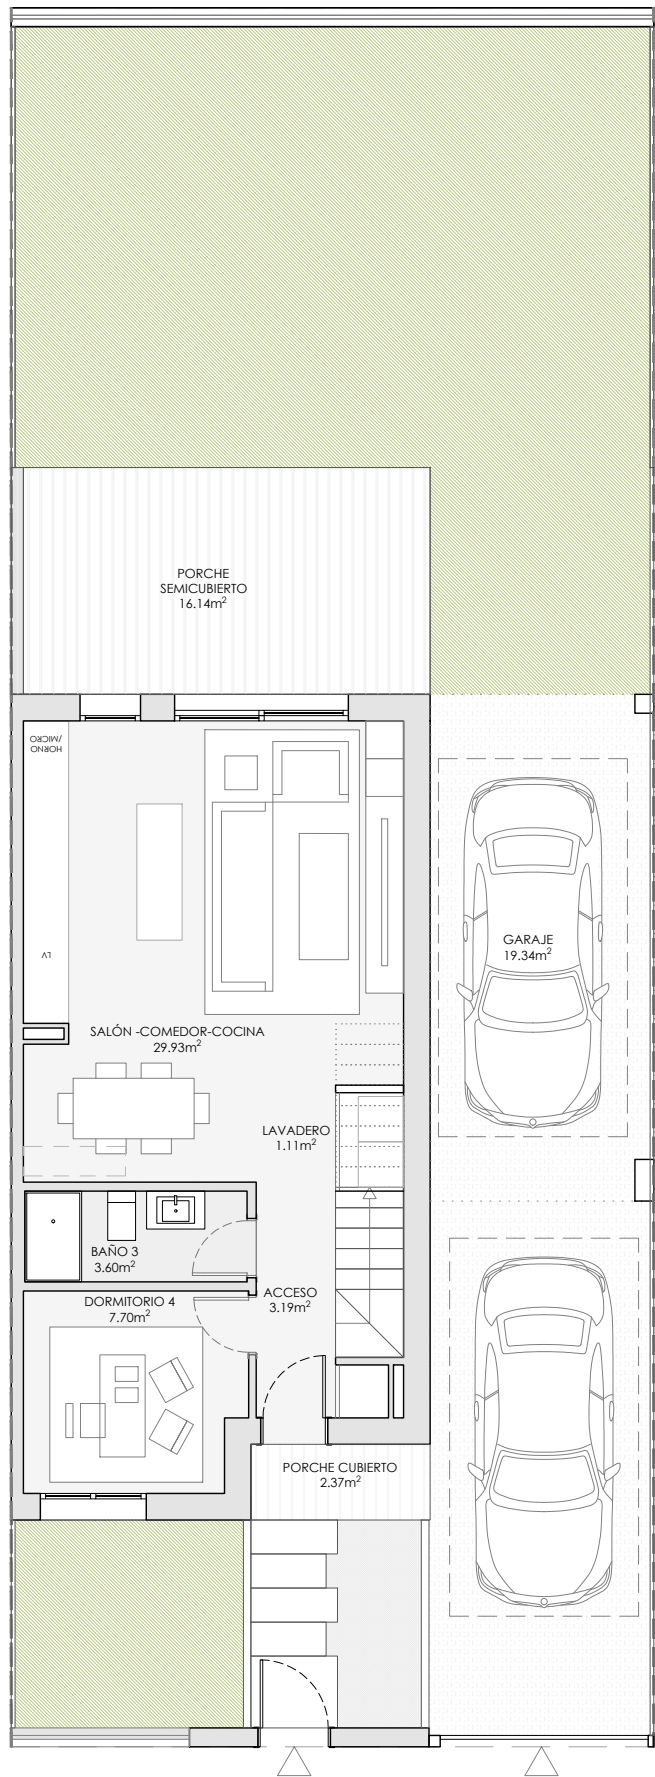 PORCHE
SEMICUBIERTO
16.14m²
HORNO
/MICRO
GARAJE
19.34m²
LV
SALÓN -COMEDOR-COCINA
29.93m²
LAVADERO
1.11m²
BAÑO 3
3.60m²
ACCESO
3.19m²
DORMITORIO 4
7.70m²
PORCHE CUBIERTO
2.37m²